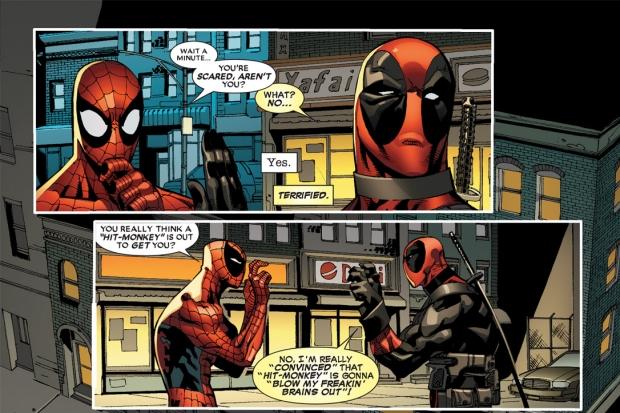 WAIT A
MINUTE...
YOU'RE
SCARED, AREN'T
YOU?
WHAT?
NO...
Yafai
Yes.
TERRIFIED.
YOU REALLY THINK A
"HIT-MONKEY" IS OUT
TO GET YOU?
NO, I'M REALLY
"CONVINCED" THAT
"HIT-MONKEY" IS GONNA
"BLOW MY FREAKIN'
BRAINS OUT"!